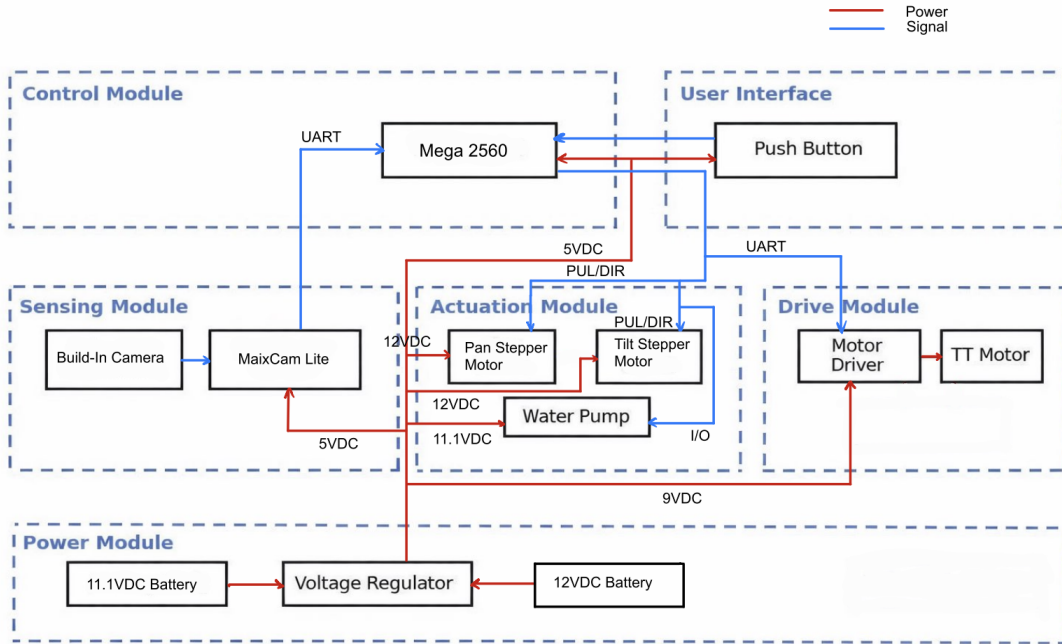 Power
Signal
Control Module
User Interface
UART
Mega 2560
Push Button
5VDC
UART
PUL/DIR
Sensing Module
Actuation Module
Drive Module
PUL/DIR
12VDC
Build-In Camera
MaixCam Lite
Pan Stepper
Motor
Tilt Stepper
Motor
Motor
Driver
TT Motor
12VDC
Water Pump
5VDC
11.1VDC
I/O
9VDC
Power Module
11.1VDC Battery
Voltage Regulator
12VDC Battery